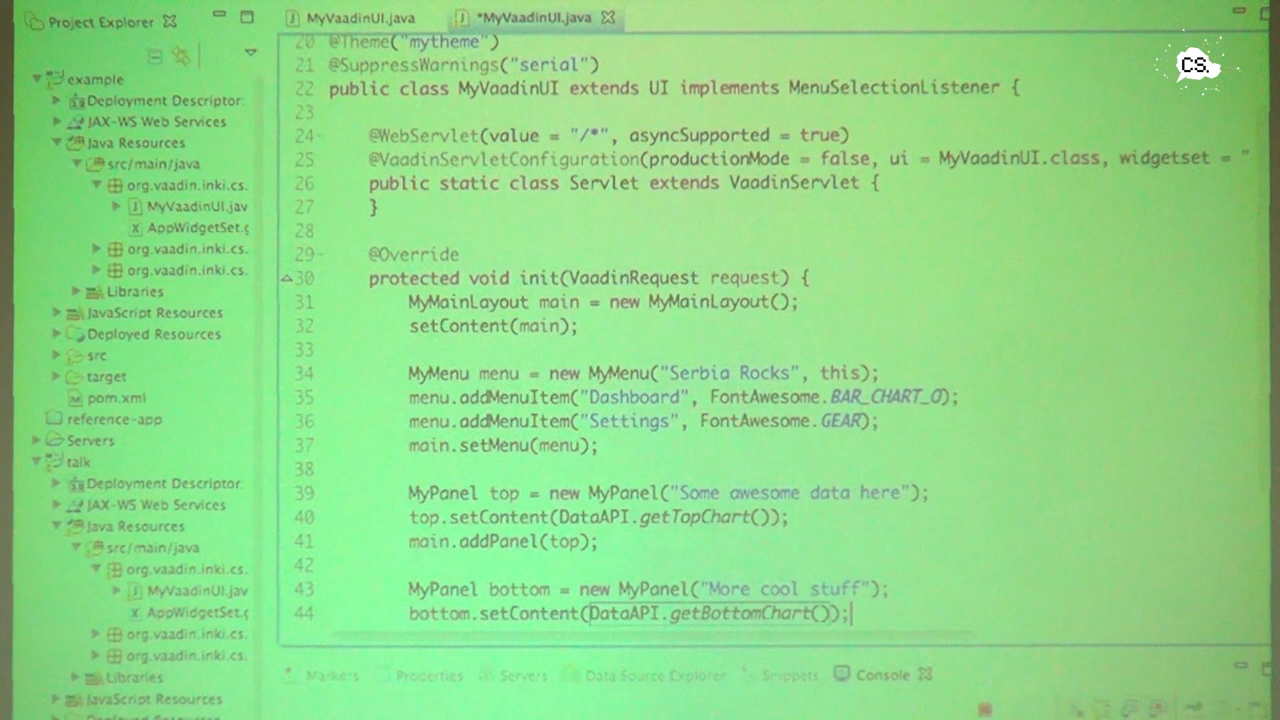 Project Explorer
MyVaadinUI.java
*MyVaadinUI.java
CS.
example
Deployment Descriptor:
JAX-WS Web Services
Java Resources
src/main/java
org.vaadin.inki.cs.
MyVaadinUI.jav
AppWidgetSet.g
org.vaadin.inki.cs.
org.vaadin.inki.cs.
Libraries
JavaScript Resources
Deployed Resources
src
target
pom.xml
reference-app
Servers
talk
Deployment Descriptor:
JAX-WS Web Services
Java Resources
src/main/java
org.vaadin.inki.cs.
MyVaadinUI.jav
AppWidgetSet.g
org.vaadin.inki.cs.
org.vaadin.inki.cs.
Libraries
JavaScript Resources
20 @Theme("mytheme")
21 @SuppressWarnings("serial")
22 public class MyVaadinUI extends UI implements MenuSelectionListener {
23
24 @WebServlet(value = "/*", asyncSupported = true)
25 @VaadinServletConfiguration(productionMode = false, ui = MyVaadinUI.class, widgetset = "
26 public static class Servlet extends VaadinServlet {
27 }
28
29 @Override
30 protected void init(VaadinRequest request) {
31 MyMainLayout main = new MyMainLayout();
32 setContent(main);
33
34 MyMenu menu = new MyMenu("Serbia Rocks", this);
35 menu.addMenuItem("Dashboard", FontAwesome.BAR_CHART_O);
36 menu.addMenuItem("Settings", FontAwesome.GEAR);
37 main.setMenu(menu);
38
39 MyPanel top = new MyPanel("Some awesome data here");
40 top.setContent(DataAPI.getTopChart());
41 main.addPanel(top);
42
43 MyPanel bottom = new MyPanel("More cool stuff");
44 bottom.setContent(DataAPI.getBottomChart());
Markers Properties Servers Data Source Explorer Snippets Console